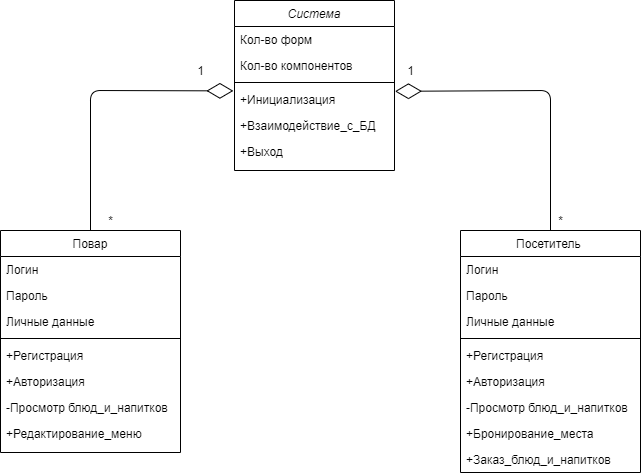 Система
Кол-во форм
Кол-во компонентов
+Инициализация
+Взаимодействие_с_БД
+Выход
1
1
*
*
Повар
Логин
Пароль
Личные данные
+Регистрация
+Авторизация
-Просмотр блюд_и_напитков
+Редактирование_меню
Посетитель
Логин
Пароль
Личные данные
+Регистрация
+Авторизация
-Просмотр блюд_и_напитков
+Бронирование_места
+Заказ_блюд_и_напитков